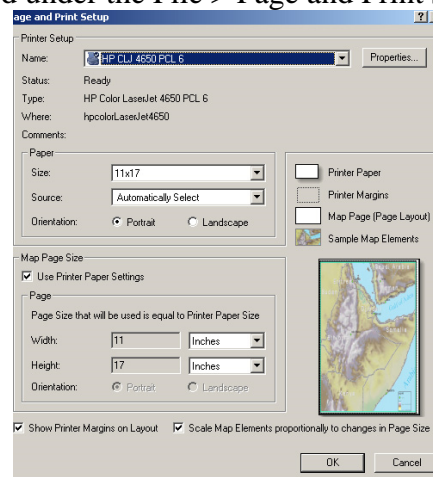 d under the File > Page and Print
age and Print Setup
Printer Setup
Name: HP CLJ 4650 PCL 6 Properties...
Status: Ready
Type: HP Color LaserJet 4650 PCL 6
Where: hpcolorLaserJet4650
Comments:
Paper
Size: 11x17
Source: Automatically Select
Orientation: Portrait Landscape
Printer Paper
Printer Margins
Map Page (Page Layout)
Sample Map Elements
Map Page Size
Use Printer Paper Settings
Page
Page Size that will be used is equal to Printer Paper Size
Width: 11 Inches
Height: 17 Inches
Orientation: Portrait Landscape
Show Printer Margins on Layout Scale Map Elements proportionally to changes in Page Size
OK Cancel